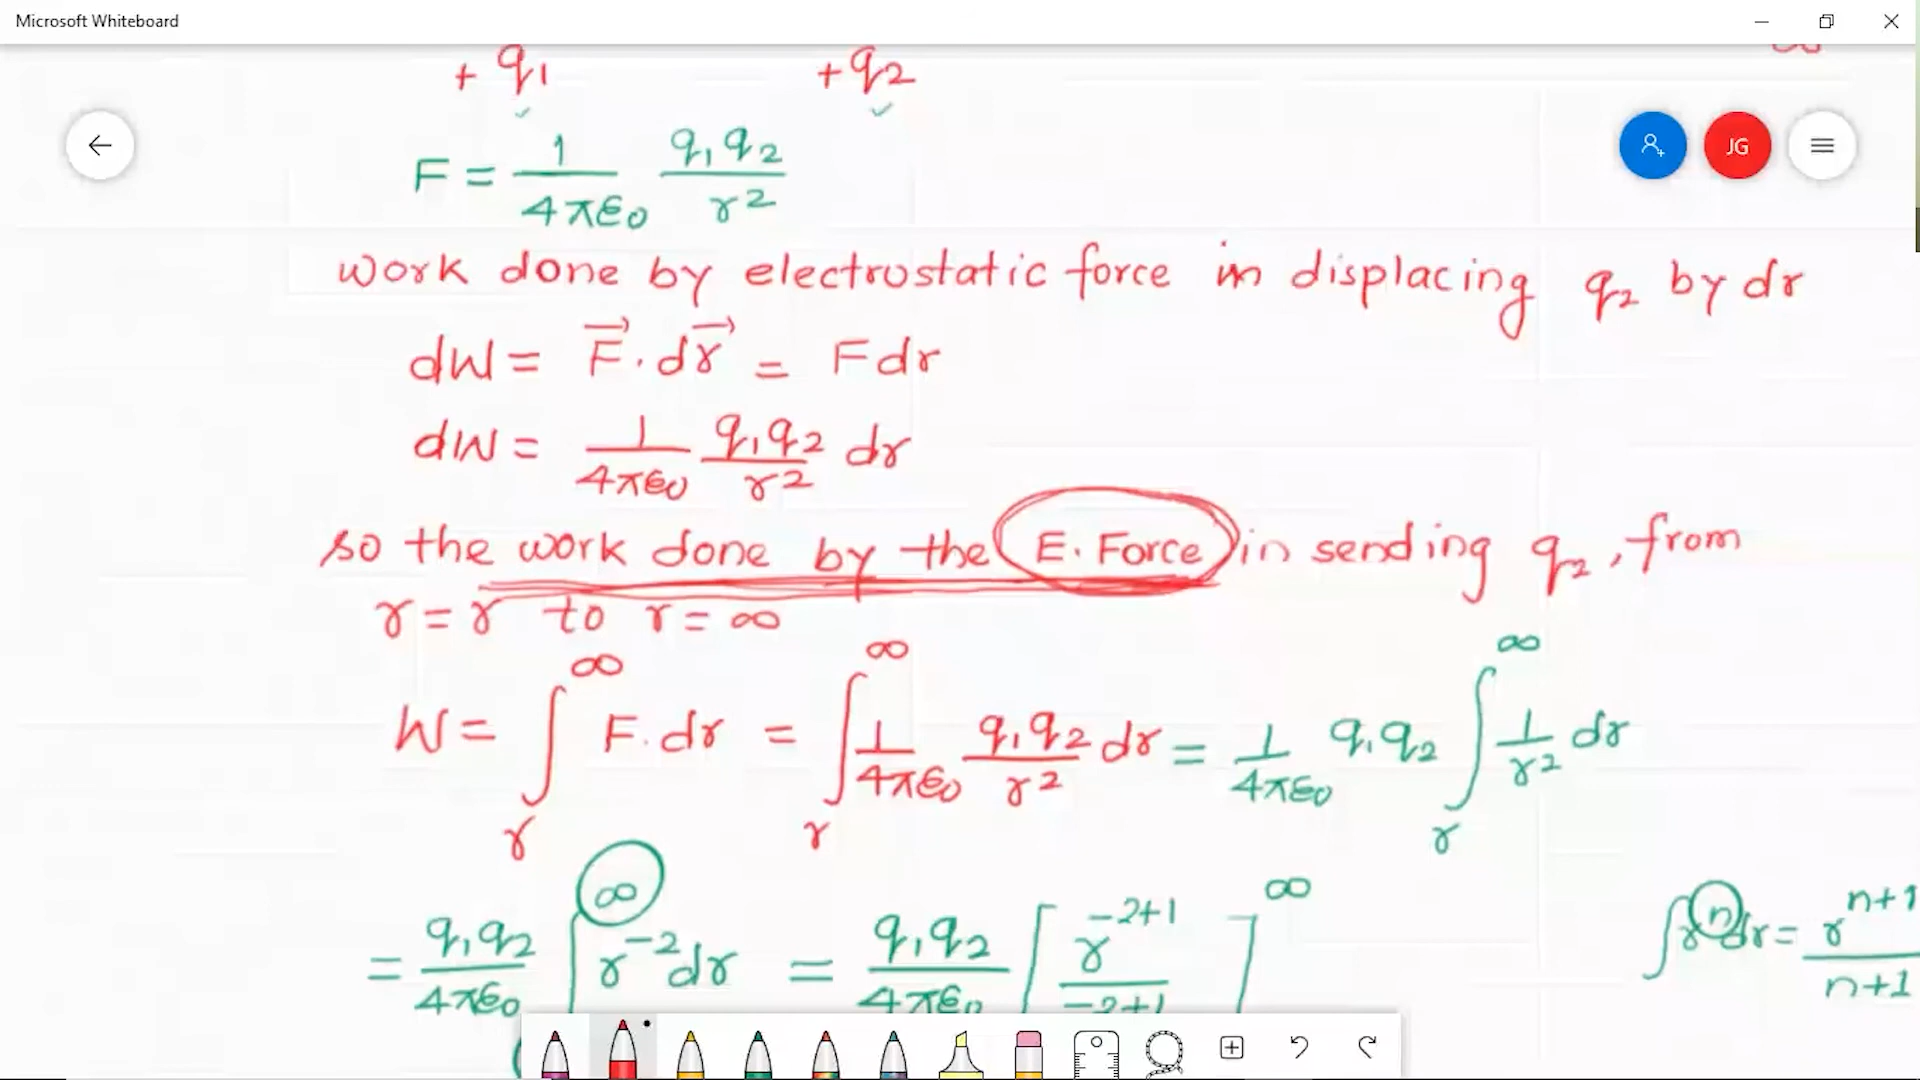 Microsoft Whiteboard
∞
+q1 +q2
JG
F = 1/4πε0 q1q2/r²
work done by electrostatic force in displacing q2 by dr
dW = F⃗ . dr⃗ = Fdr
dW = 1/4πε0 q1q2/r² dr
so the work done by the E. Force in sending q2, from
r = r to r = ∞
W = ∫_r^∞ F. dr = ∫_r^∞ 1/4πε0 q1q2/r² dr = 1/4πε0 q1q2 ∫_r^∞ 1/r² dr
= q1q2/4πε0 ∫^∞ r^-2 dr = q1q2/4πε0 [r^-2+1/-2+1]^∞
∫r^n dr = r^n+1/n+1